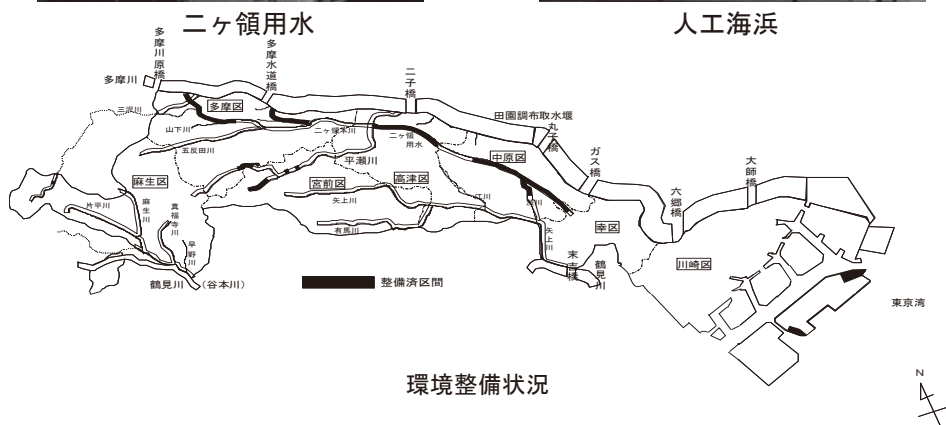 二ヶ領用水
人工海浜
多摩川原橋
多摩水道橋
二子橋
多摩川
三沢川
多摩区
山下川
五反田川
二ヶ領本川
二ヶ領
用水
田園調布取水堰
丸子橋
ガス橋
六郷橋
大師橋
平瀬川
中原区
麻生区
宮前区
高津区
片平川
麻生川
真福寺川
早野川
矢上川
有馬川
江川
渋川
矢上川
幸区
末吉橋
鶴見川
川崎区
鶴見川
(谷本川)
整備済区間
東京湾
環境整備状況
N